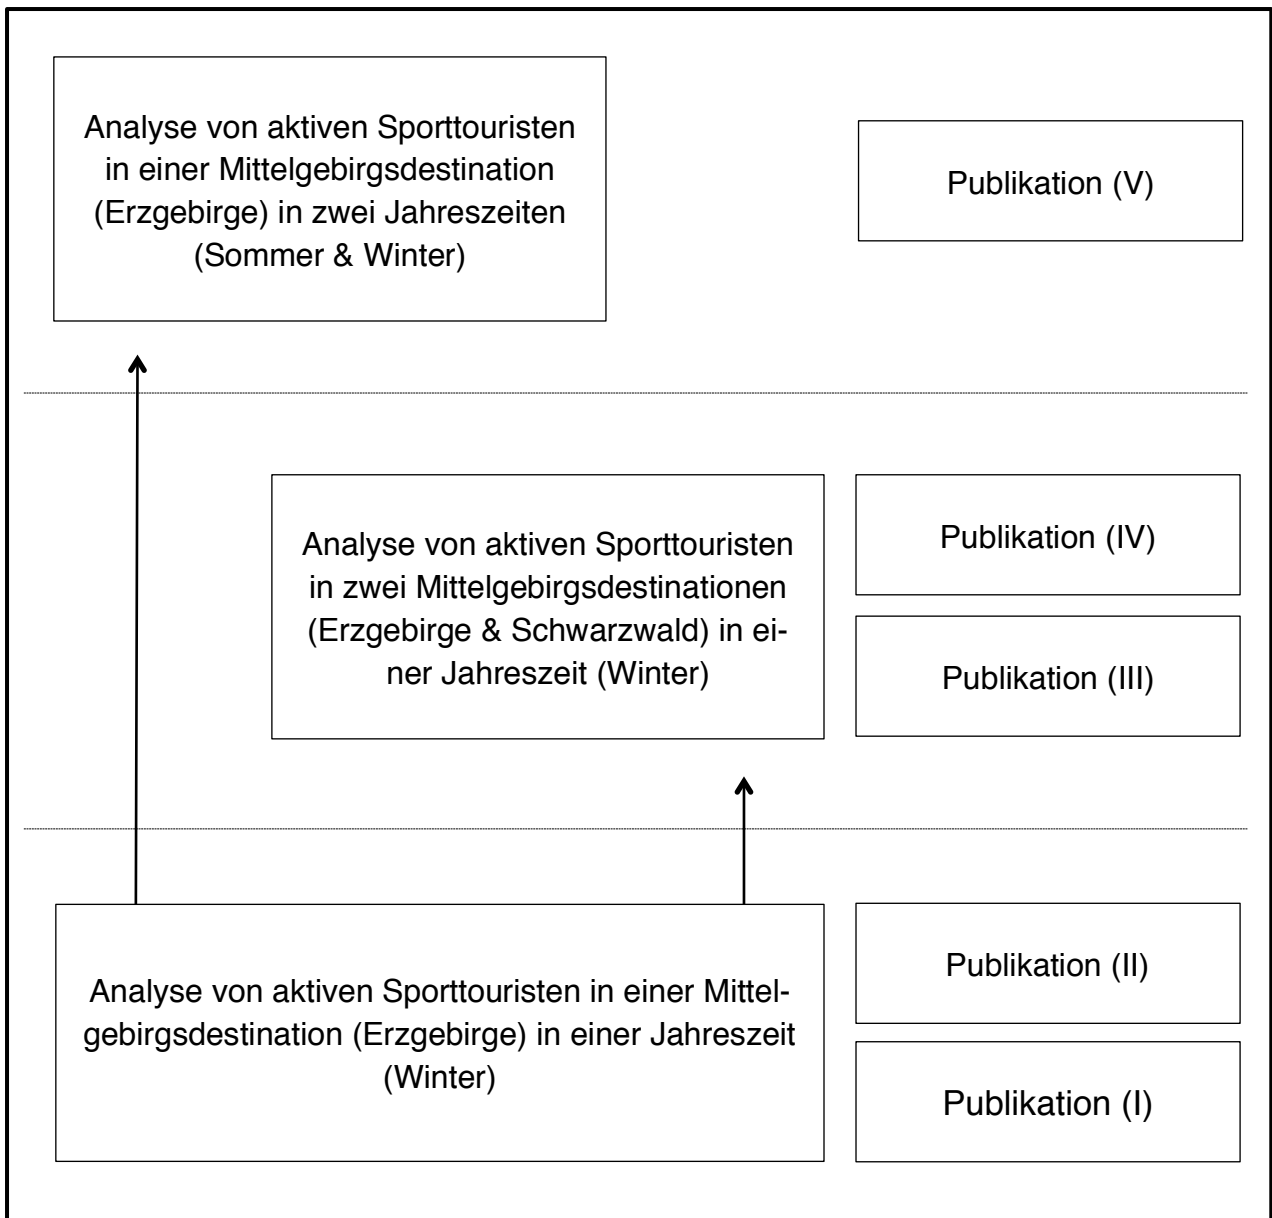 Analyse von aktiven Sporttouristen
in einer Mittelgebirgsdestination
(Erzgebirge) in zwei Jahreszeiten
(Sommer & Winter)
Publikation (V)
Analyse von aktiven Sporttouristen
in zwei Mittelgebirgsdestinationen
(Erzgebirge & Schwarzwald) in ei-
ner Jahreszeit (Winter)
Publikation (IV)
Publikation (III)
Analyse von aktiven Sporttouristen in einer Mittel-
gebirgsdestination (Erzgebirge) in einer Jahreszeit
(Winter)
Publikation (II)
Publikation (I)